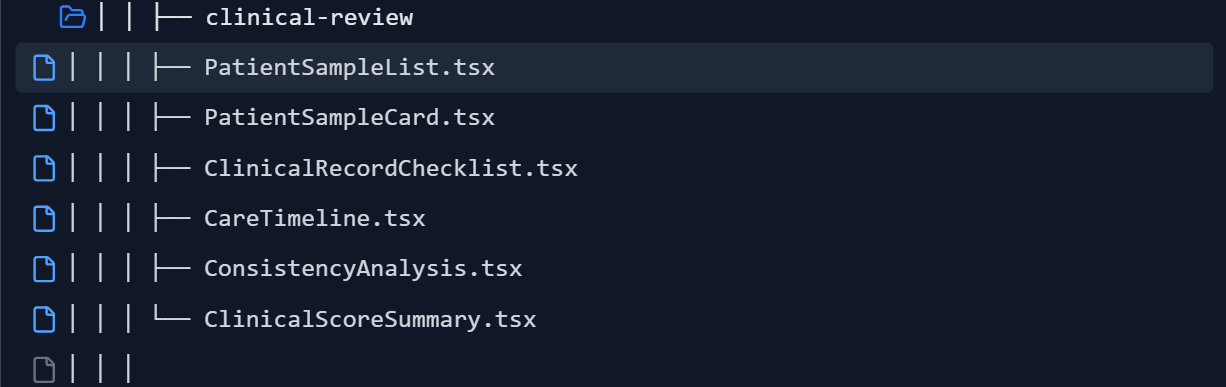 │ │ ├── clinical-review
│ │ │ ├── PatientSampleList.tsx
│ │ │ ├── PatientSampleCard.tsx
│ │ │ ├── ClinicalRecordChecklist.tsx
│ │ │ ├── CareTimeline.tsx
│ │ │ ├── ConsistencyAnalysis.tsx
│ │ │ └── ClinicalScoreSummary.tsx
│ │ │